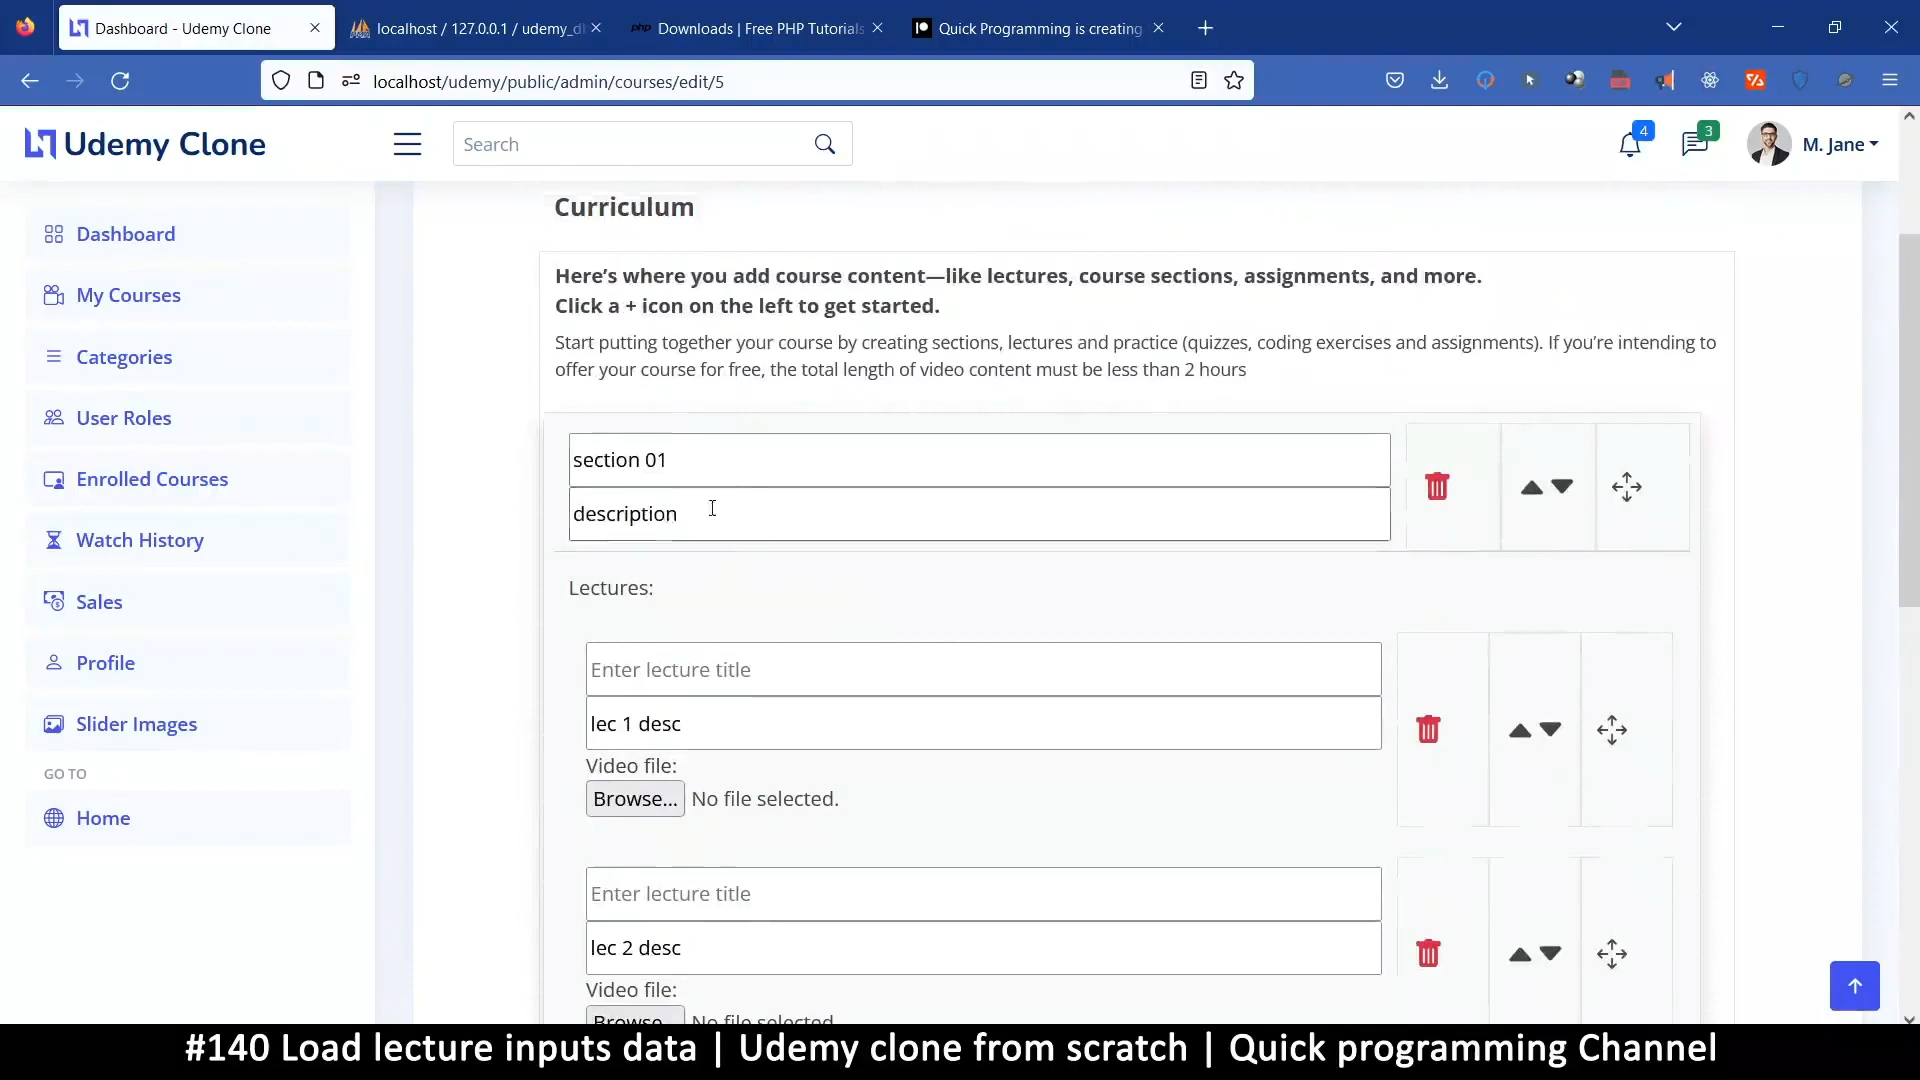 Dashboard - Udemy Clone
localhost / 127.0.0.1 / udemy_d
php Downloads | Free PHP Tutorials
Quick Programming is creating
localhost/udemy/public/admin/courses/edit/5
Udemy Clone
Search
4
3
M. Jane
Dashboard
My Courses
Categories
User Roles
Enrolled Courses
Watch History
Sales
Profile
Slider Images
GO TO
Home
Curriculum
Here’s where you add course content—like lectures, course sections, assignments, and more.
Click a + icon on the left to get started.
Start putting together your course by creating sections, lectures and practice (quizzes, coding exercises and assignments). If you’re intending to
offer your course for free, the total length of video content must be less than 2 hours
section 01
description
Lectures:
Enter lecture title
lec 1 desc
Video file:
Browse... No file selected.
Enter lecture title
lec 2 desc
Video file:
Browse... No file selected.
#140 Load lecture inputs data | Udemy clone from scratch | Quick programming Channel